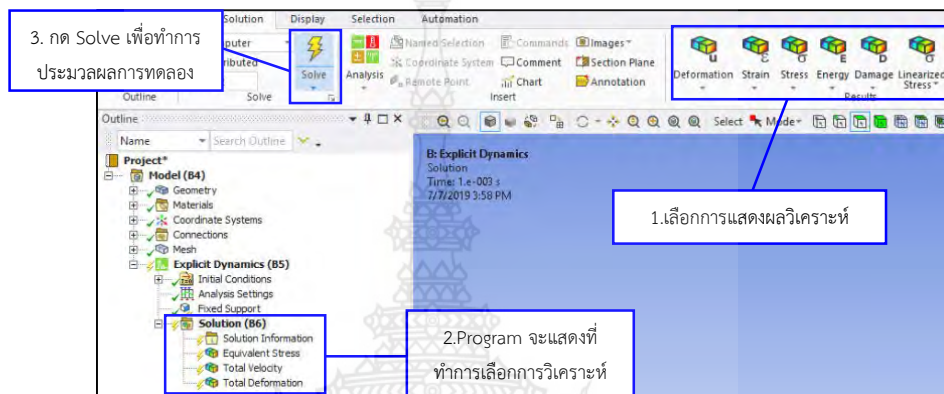 Solution Display Selection Automation
3. กด Solve เพื่อทำการ
ประมวลผลการทดลอง
puter
ributed
Solve
Analysis
Named Selection
Coordinate System
Remote Point
Commands
Comment
Chart
Images
Section Plane
Annotation
u ε σ E D σ
Deformation Strain Stress Energy Damage Linearized
Stress
Outline Solve Insert Results
Outline
Name Search Outline
Select Mode
Project*
Model (B4)
Geometry
Materials
Coordinate Systems
Connections
Mesh
Explicit Dynamics (B5)
Initial Conditions
Analysis Settings
Fixed Support
Solution (B6)
Solution Information
Equivalent Stress
Total Velocity
Total Deformation
B: Explicit Dynamics
Solution
Time: 1.e-003 s
7/7/2019 3:58 PM
1.เลือกการแสดงผลวิเคราะห์
2.Program จะแสดงที่
ทำการเลือกการวิเคราะห์